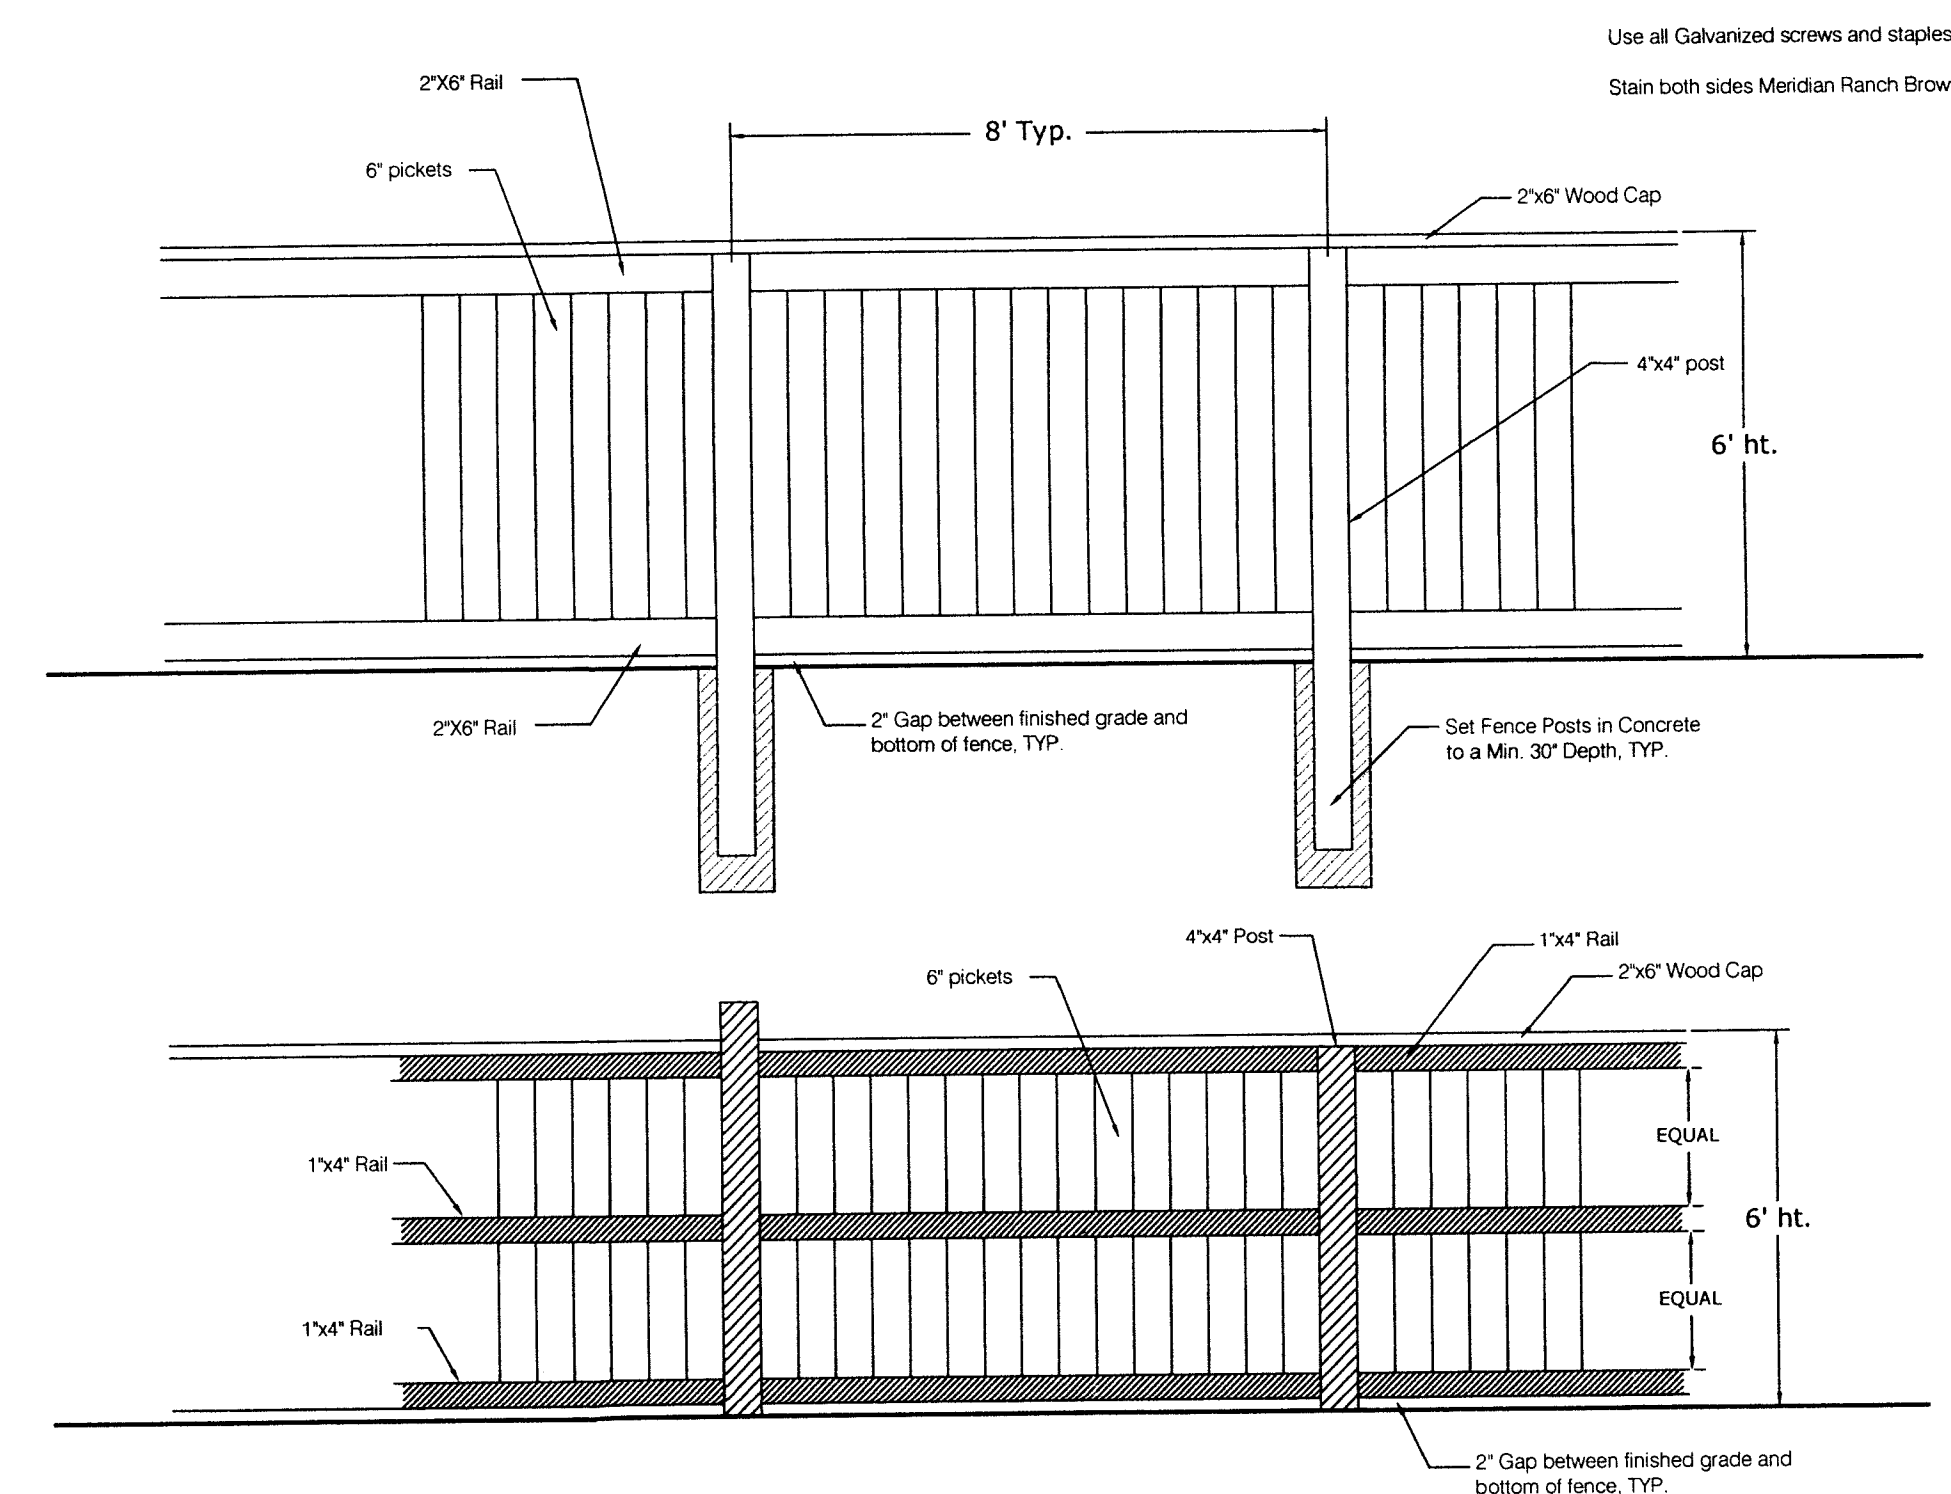 Use all Galvanized screws and staples
Stain both sides Meridian Ranch Brow
2"X6" Rail
8' Typ.
6" pickets
2"x6" Wood Cap
4"x4" post
6' ht.
2"X6" Rail
2" Gap between finished grade and
bottom of fence, TYP.
Set Fence Posts in Concrete
to a Min. 30" Depth, TYP.
4"x4" Post
1"x4" Rail
6" pickets
2"x6" Wood Cap
EQUAL
1"x4" Rail
6' ht.
EQUAL
1"x4" Rail
2" Gap between finished grade and
bottom of fence, TYP.